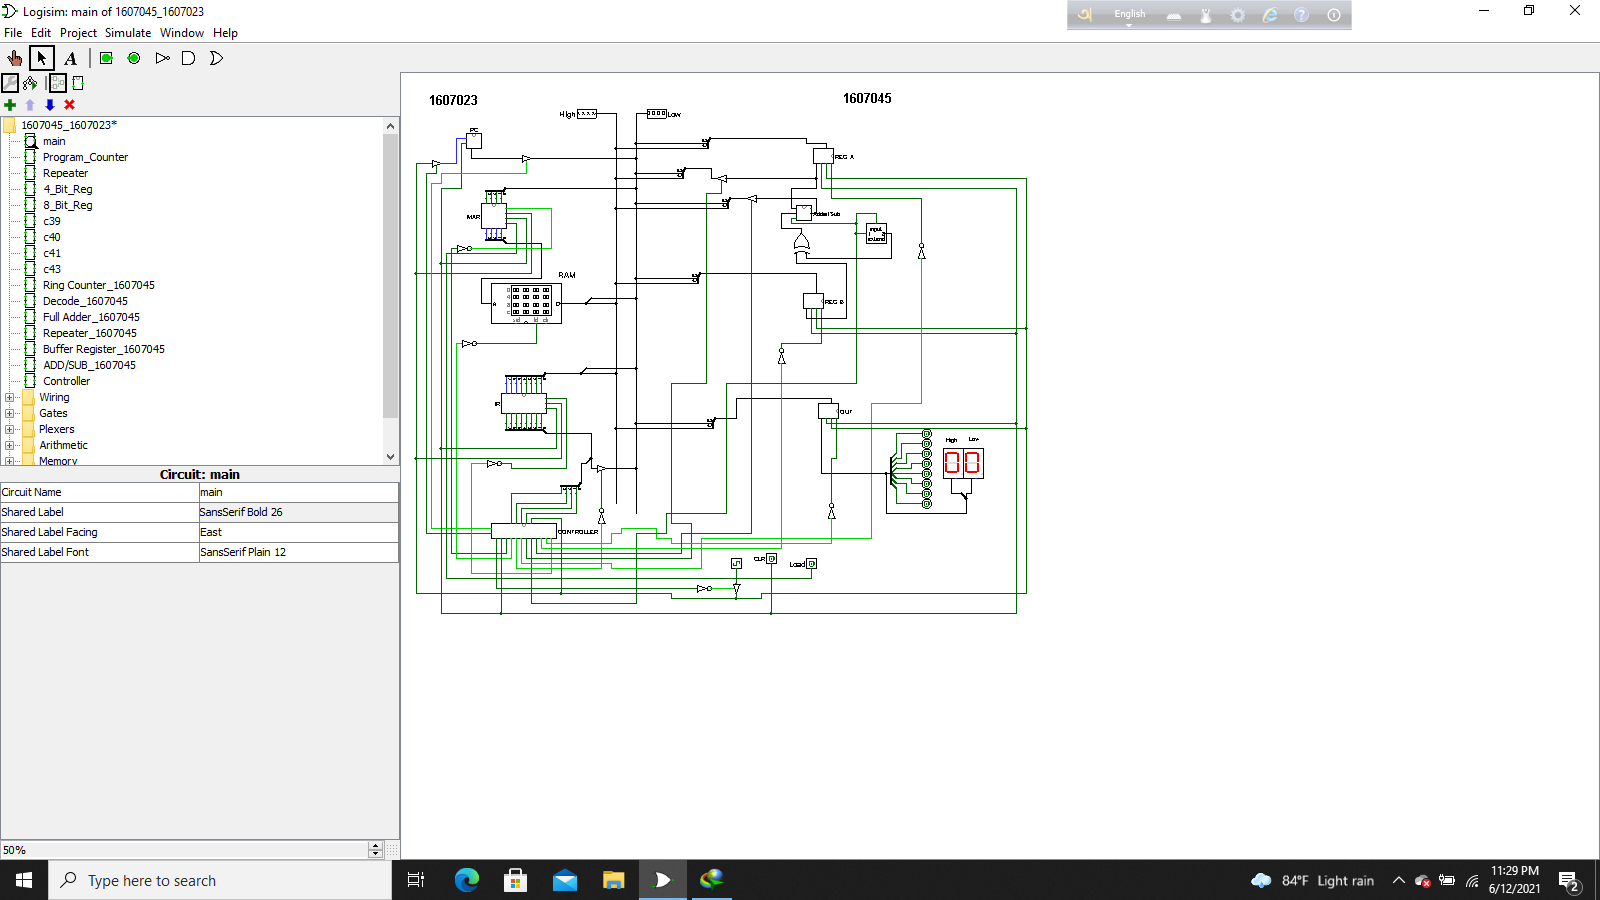 Logisim: main of 1607045_1607023
English
File Edit Project Simulate Window Help
1607045_1607023*
main
Program_Counter
Repeater
4_Bit_Reg
8_Bit_Reg
c39
c40
c41
c43
Ring Counter_1607045
Decode_1607045
Full Adder_1607045
Repeater_1607045
Buffer Register_1607045
ADD/SUB_1607045
Controller
Wiring
Gates
Plexers
Arithmetic
Memory
Circuit: main
Circuit Name main
Shared Label SansSerif Bold 26
Shared Label Facing East
Shared Label Font SansSerif Plain 12
50%
1607023
1607045
High
Low
PC
REG A
MAR
Adder/Sub
RAM
A
D
REG B
IR
OUT
High Low
00
CONTROLLER
CLR
Load
Type here to search
84°F Light rain
11:29 PM
6/12/2021
2